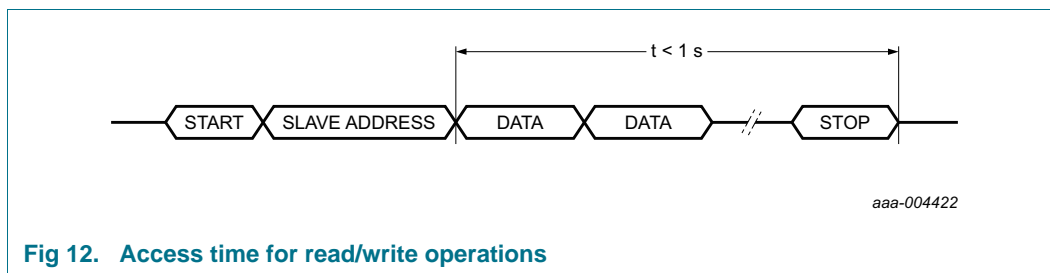 t < 1 s
START SLAVE ADDRESS DATA DATA STOP
aaa-004422
Fig 12. Access time for read/write operations